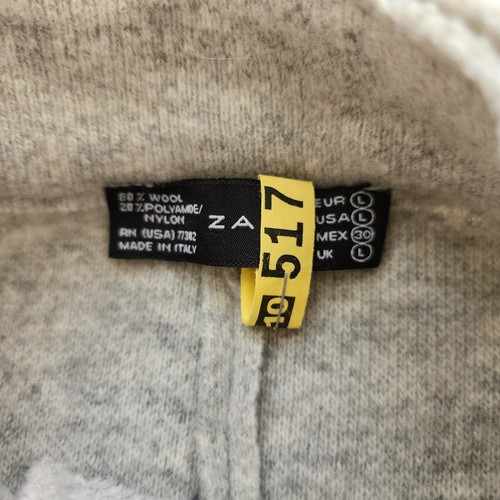 80 % WOOL
20 % POLYAMIDE/
NYLON
RN (USA) 77302
MADE IN ITALY
ZA
517
10
EUR L
USA L
MEX 30
UK L